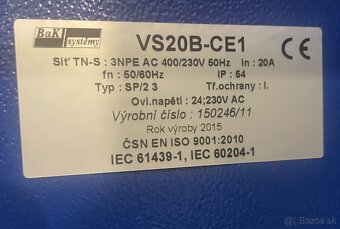 BaK
systémy
VS20B-CE1
CE
Síť TN-S : 3NPE AC 400/230V 50Hz In : 20A
fn : 50/60Hz IP : 54
Typ : SP/2 3 Tř.ochrany : I.
Ovl.napětí : 24;230V AC
Výrobní číslo : 150246/11
Rok výroby 2015
ČSN EN ISO 9001:2010
IEC 61439-1, IEC 60204-1
Bazos.sk